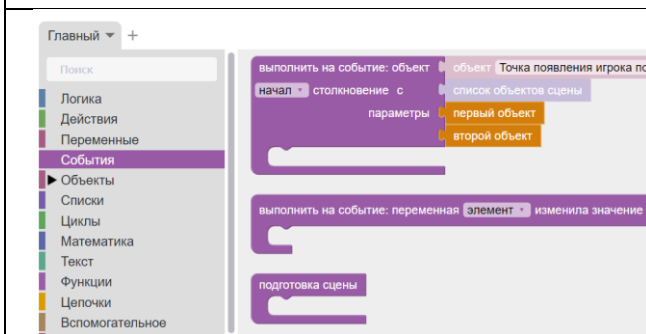 Главный +
Поиск
Логика
Действия
Переменные
События
Объекты
Списки
Циклы
Математика
Текст
Функции
Цепочки
Вспомогательное
выполнить на событие: объект объект Точка появления игрока по
начал столкновение с список объектов сцены
параметры первый объект
второй объект
выполнить на событие: переменная элемент изменила значение
подготовка сцены